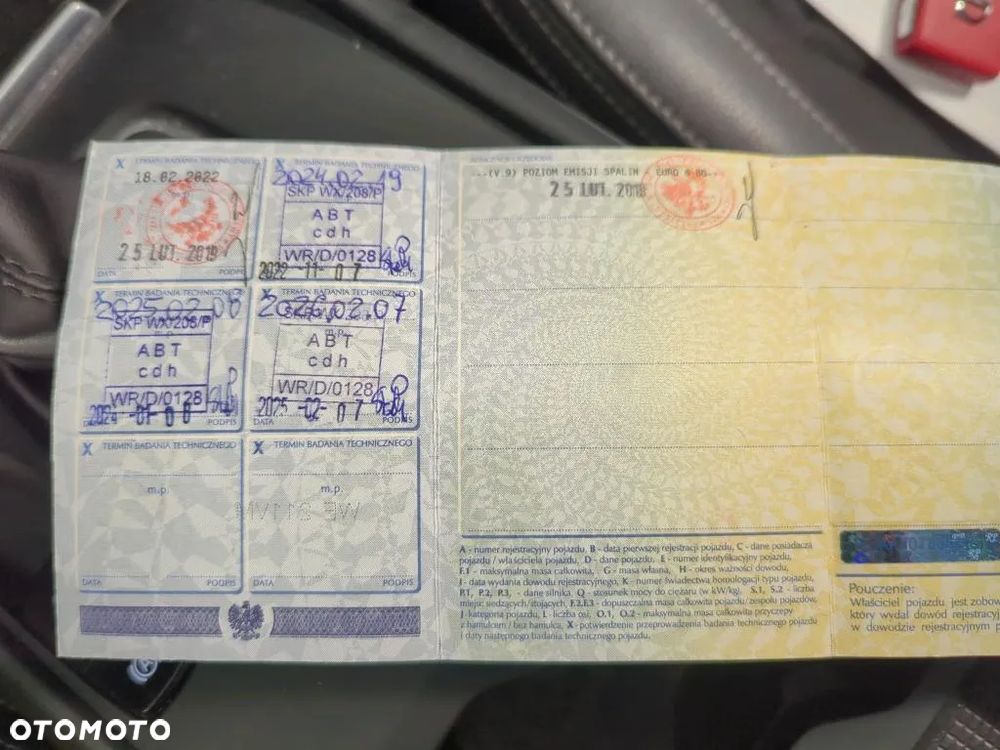 X TERMIN BADANIA TECHNICZNEGO
18.02.2022
25 LUT. 2019
DATA PODPIS
X TERMIN BADANIA TECHNICZNEGO
2024.02.19
SKP WX/208/P
ABT
cdh
WR/D/0128
2022 -11- 07
PODPIS
TERMIN BADANIA TECHNICZNEGO
SKP WX/208/P
ABT
cdh
WR/D/0128
PODPIS
TERMIN BADANIA TECHNICZNEGO
2026.02.07
m.p.
ABT
cdh
WR/D/0128
2025 -02- 07
PODPIS
X TERMIN BADANIA TECHNICZNEGO
m.p.
DATA PODPIS
X TERMIN BADANIA TECHNICZNEGO
m.p.
DATA PODPIS
---(V.9) POZIOM EMISJI SPALIN - EURO
25 LUT.
A - numer rejestracyjny pojazdu, B - data pierwszej rejestracji pojazdu, C - dane posiadacza
pojazdu / właściciela pojazdu, D - dane pojazdu, E - numer identyfikacyjny pojazdu,
F.1 - maksymalna masa całkowita, G - masa własna, H - okres ważności dowodu,
I - data wydania dowodu rejestracyjnego, K - numer świadectwa homologacji typu pojazdu,
P.1, P.2, P.3, - dane silnika, Q - stosunek mocy do ciężaru (w kW/kg), S.1, S.2 - liczba
miejsc siedzących/stojących, F.2,F.3 - dopuszczalna masa całkowita pojazdu/zespołu pojazdów,
J - kategoria pojazdu, L - liczba osi, O.1, O.2 - maksymalna masa całkowita przyczepy
z hamulcem / bez hamulca, X - potwierdzenie przeprowadzenia badania technicznego pojazdu
i daty następnego badania technicznego pojazdu.
Pouczenie:
Właściciel pojazdu jest zobow
który wydał dowód rejestracyj
w dowodzie rejestracyjnym p
OTOMOTO